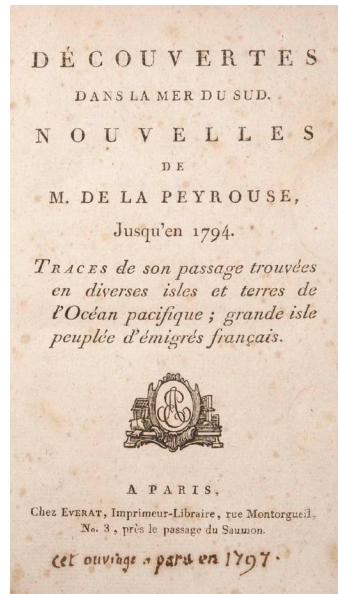 DÉCOUVERTES
DANS LA MER DU SUD.
NOUVELLES
DE
M. DE LA PEYROUSE,
Jusqu'en 1794.
TRACES de son passage trouvées
en diverses isles et terres de
l'Océan pacifique ; grande isle
peuplée d'émigrés français.
A PARIS,
Chez EVERAT, Imprimeur-Libraire, rue Montorgueil,
No. 3, près le passage du Saumon.
cet ouvrage a paru en 1797.